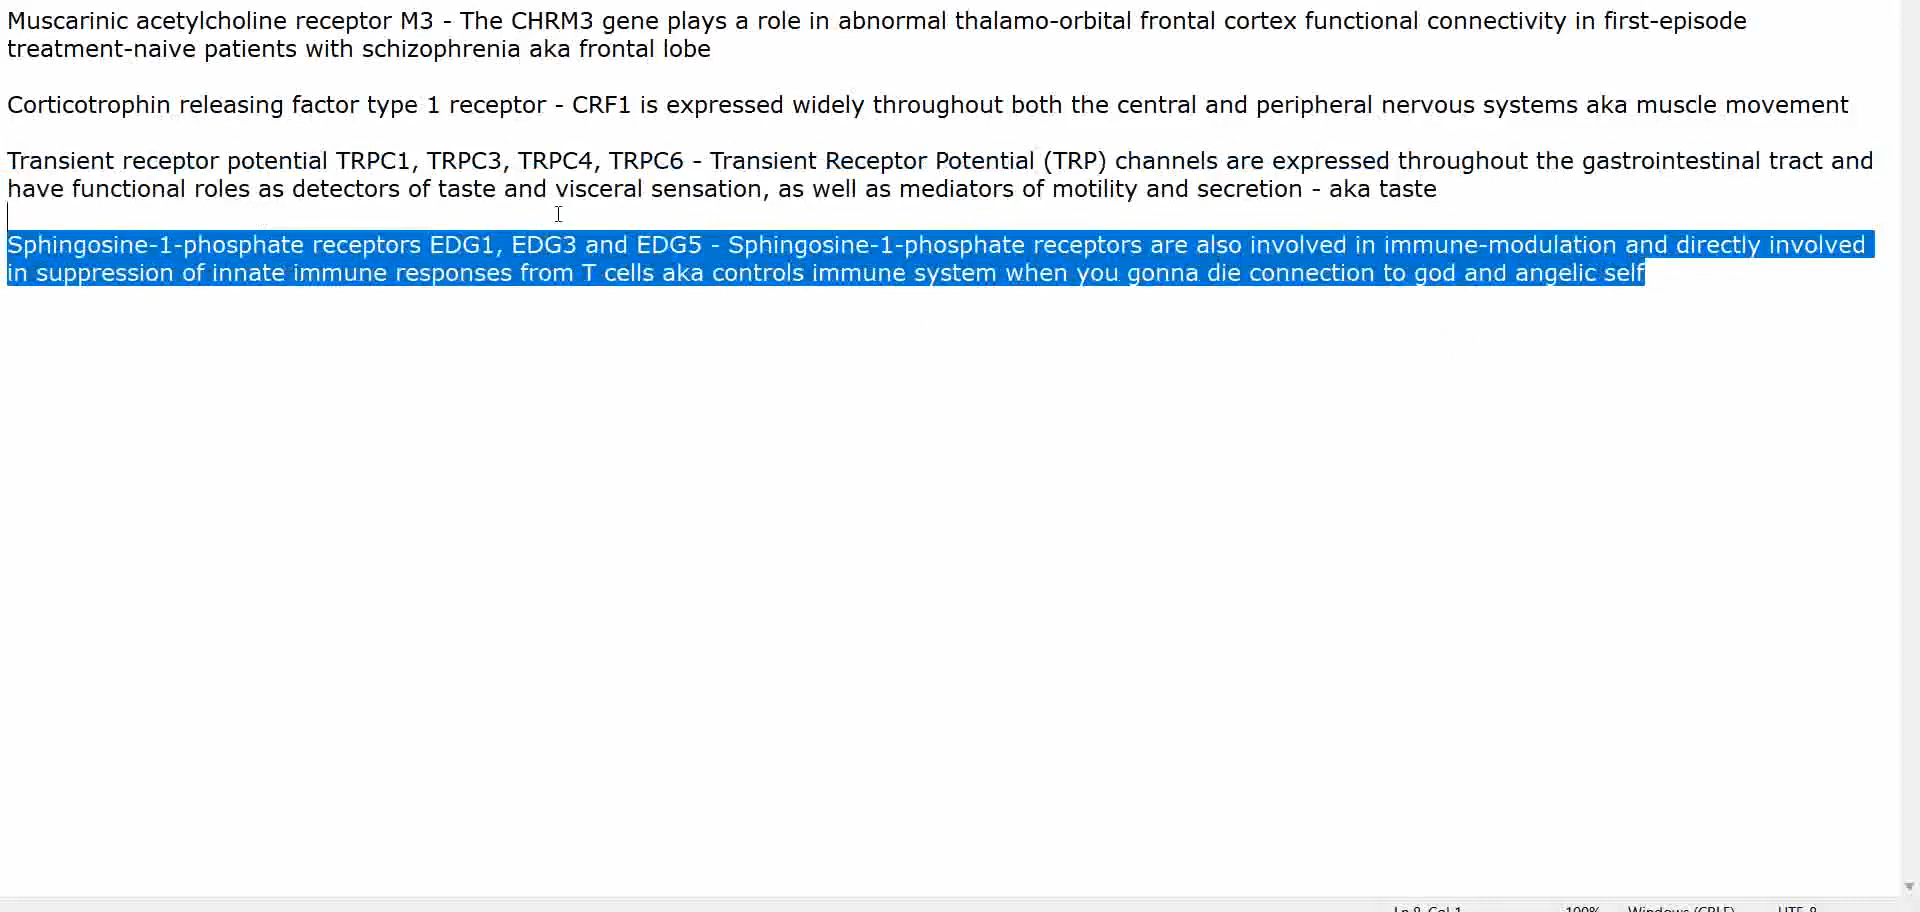 Muscarinic acetylcholine receptor M3 - The CHRM3 gene plays a role in abnormal thalamo-orbital frontal cortex functional connectivity in first-episode
treatment-naive patients with schizophrenia aka frontal lobe
Corticotrophin releasing factor type 1 receptor - CRF1 is expressed widely throughout both the central and peripheral nervous systems aka muscle movement
Transient receptor potential TRPC1, TRPC3, TRPC4, TRPC6 - Transient Receptor Potential (TRP) channels are expressed throughout the gastrointestinal tract and
have functional roles as detectors of taste and visceral sensation, as well as mediators of motility and secretion - aka taste
Sphingosine-1-phosphate receptors EDG1, EDG3 and EDG5 - Sphingosine-1-phosphate receptors are also involved in immune-modulation and directly involved
in suppression of innate immune responses from T cells aka controls immune system when you gonna die connection to god and angelic self
100% Windows (CRLF) UTF-8